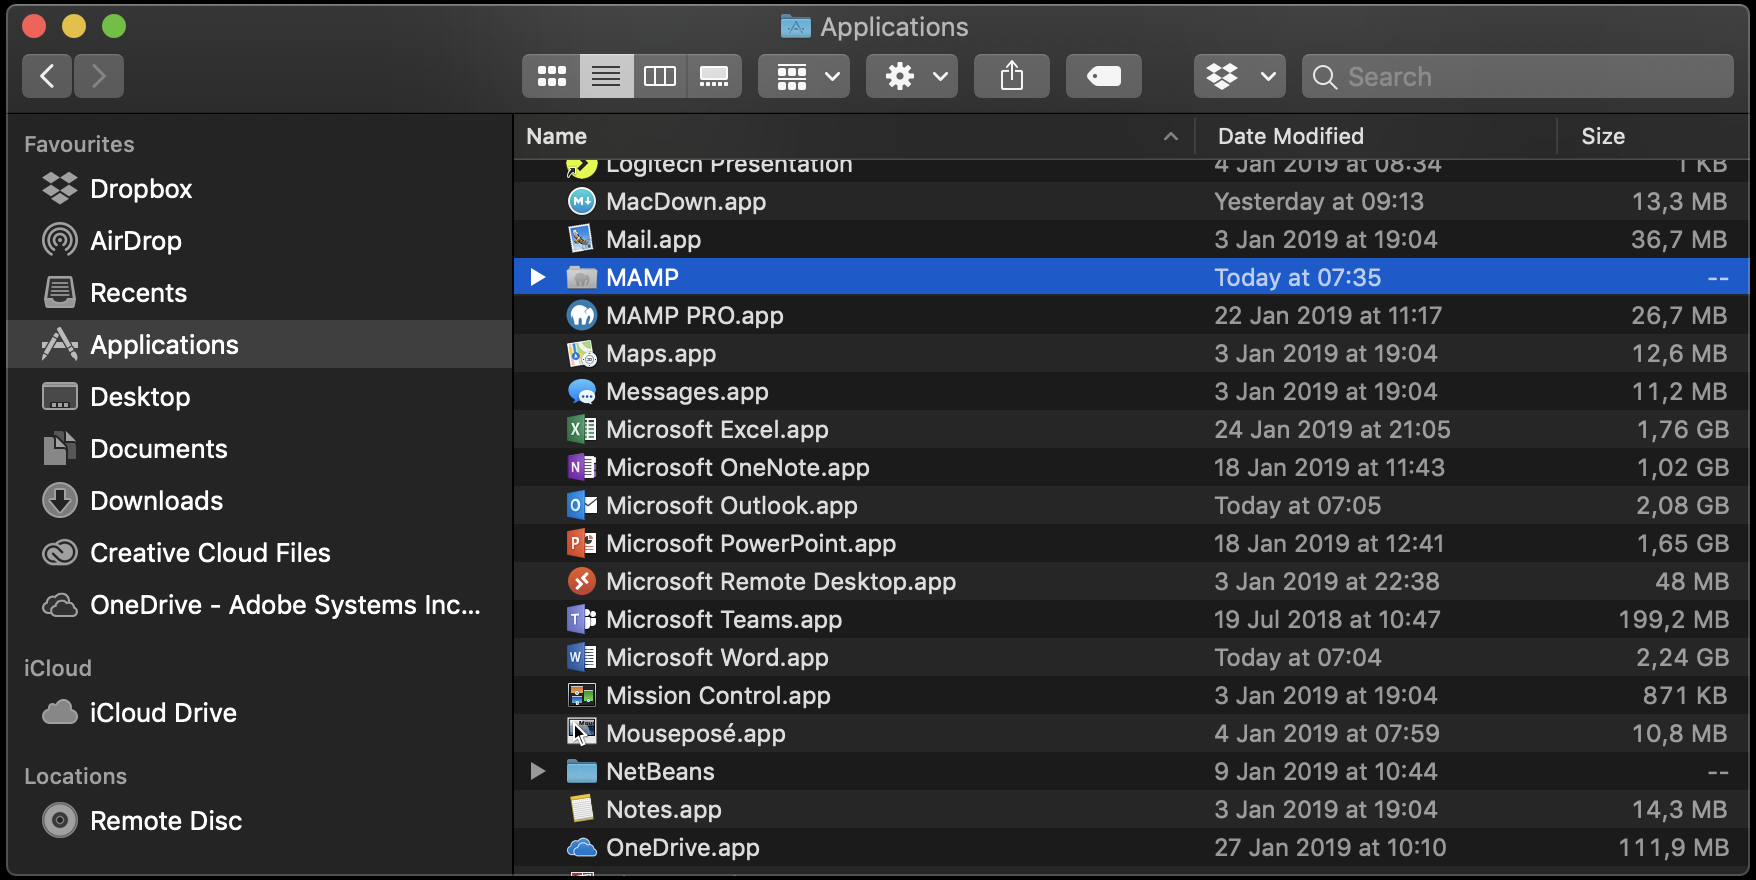 Applications
Search
Favourites
Dropbox
AirDrop
Recents
Applications
Desktop
Documents
Downloads
Creative Cloud Files
OneDrive - Adobe Systems Inc...
iCloud
iCloud Drive
Locations
Remote Disc
Name Date Modified Size
Logitech Presentation 4 Jan 2019 at 08:34 1 KB
MacDown.app Yesterday at 09:13 13,3 MB
Mail.app 3 Jan 2019 at 19:04 36,7 MB
MAMP Today at 07:35 --
MAMP PRO.app 22 Jan 2019 at 11:17 26,7 MB
Maps.app 3 Jan 2019 at 19:04 12,6 MB
Messages.app 3 Jan 2019 at 19:04 11,2 MB
Microsoft Excel.app 24 Jan 2019 at 21:05 1,76 GB
Microsoft OneNote.app 18 Jan 2019 at 11:43 1,02 GB
Microsoft Outlook.app Today at 07:05 2,08 GB
Microsoft PowerPoint.app 18 Jan 2019 at 12:41 1,65 GB
Microsoft Remote Desktop.app 3 Jan 2019 at 22:38 48 MB
Microsoft Teams.app 19 Jul 2018 at 10:47 199,2 MB
Microsoft Word.app Today at 07:04 2,24 GB
Mission Control.app 3 Jan 2019 at 19:04 871 KB
Mouseposé.app 4 Jan 2019 at 07:59 10,8 MB
NetBeans 9 Jan 2019 at 10:44 --
Notes.app 3 Jan 2019 at 19:04 14,3 MB
OneDrive.app 27 Jan 2019 at 10:10 111,9 MB